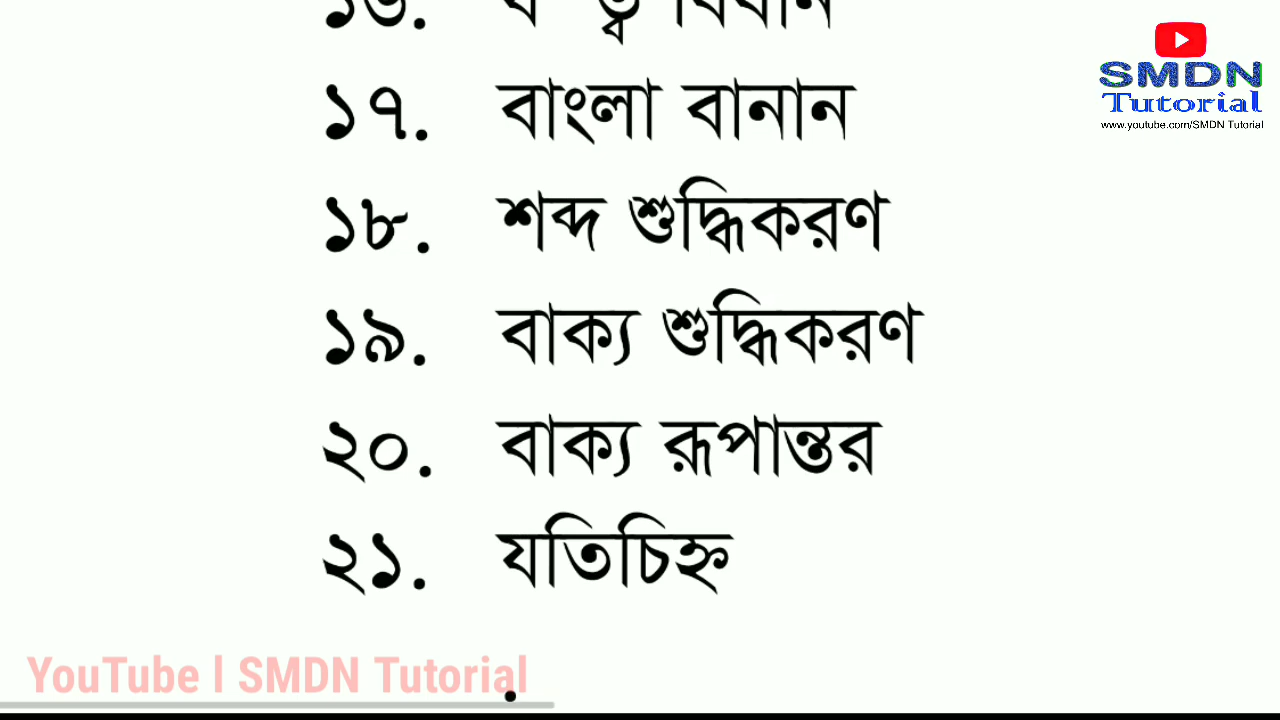 ১৭. বাংলা বানান
১৮. শব্দ শুদ্ধিকরণ
১৯. বাক্য শুদ্ধিকরণ
২০. বাক্য রূপান্তর
২১. যতিচিহ্ন
SMDN
Tutorial
www.youtube.com/SMDN Tutorial
YouTube l SMDN Tutorial